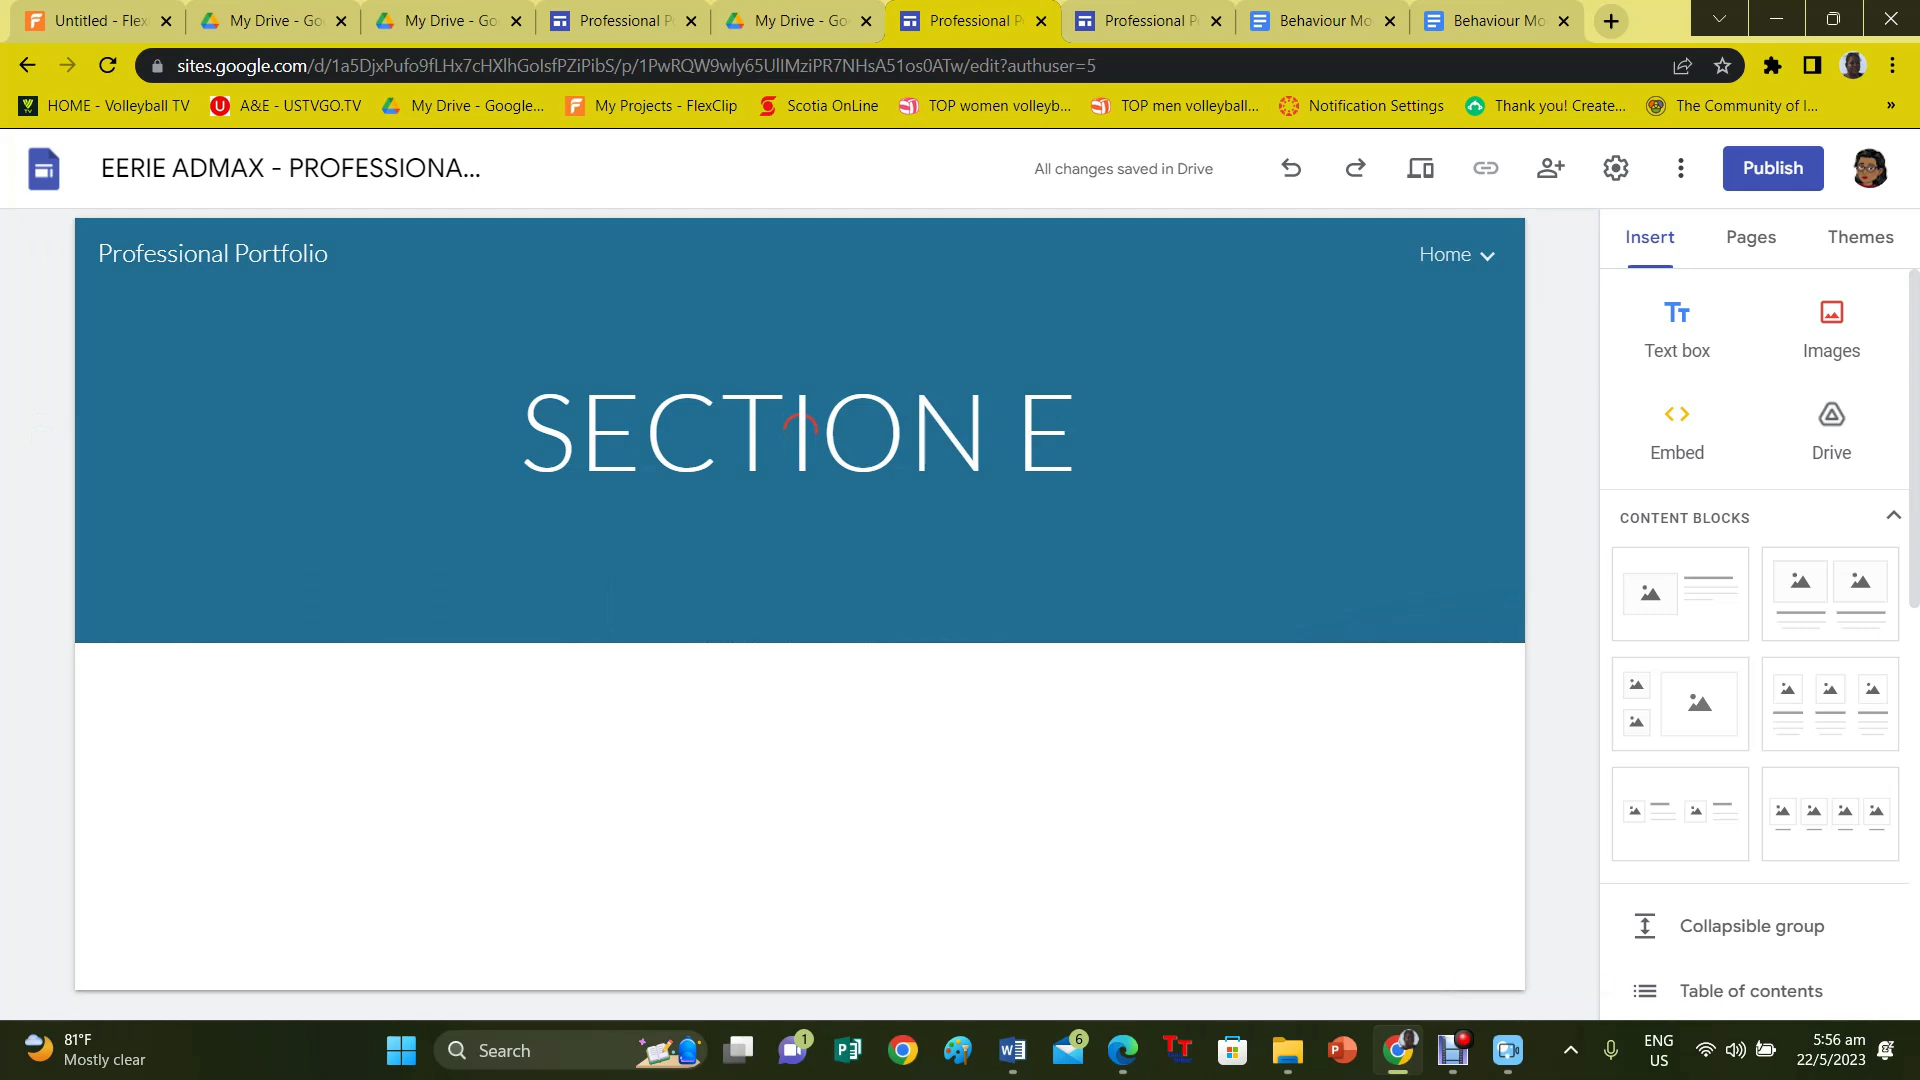 Untitled - Flex
My Drive - Go
My Drive - Go
Professional P
My Drive - Go
Professional P
Professional P
Behaviour Mo
Behaviour Mo
sites.google.com/d/1a5DjxPufo9fLHx7cHXlhGoIsfPZiPibS/p/1PwRQW9wly65UlIMziPR7NHsA51os0ATw/edit?authuser=5
HOME - Volleyball TV
A&E - USTVGO.TV
My Drive - Google...
My Projects - FlexClip
Scotia OnLine
TOP women volleyb...
TOP men volleyball...
Notification Settings
Thank you! Create...
The Community of I...
»
EERIE ADMAX - PROFESSIONA...
All changes saved in Drive
Publish
Professional Portfolio
Home
SECTION E
Insert
Pages
Themes
Text box
Images
Embed
Drive
CONTENT BLOCKS
Collapsible group
Table of contents
81°F
Mostly clear
Search
1
6
ENG
US
5:56 am
22/5/2023